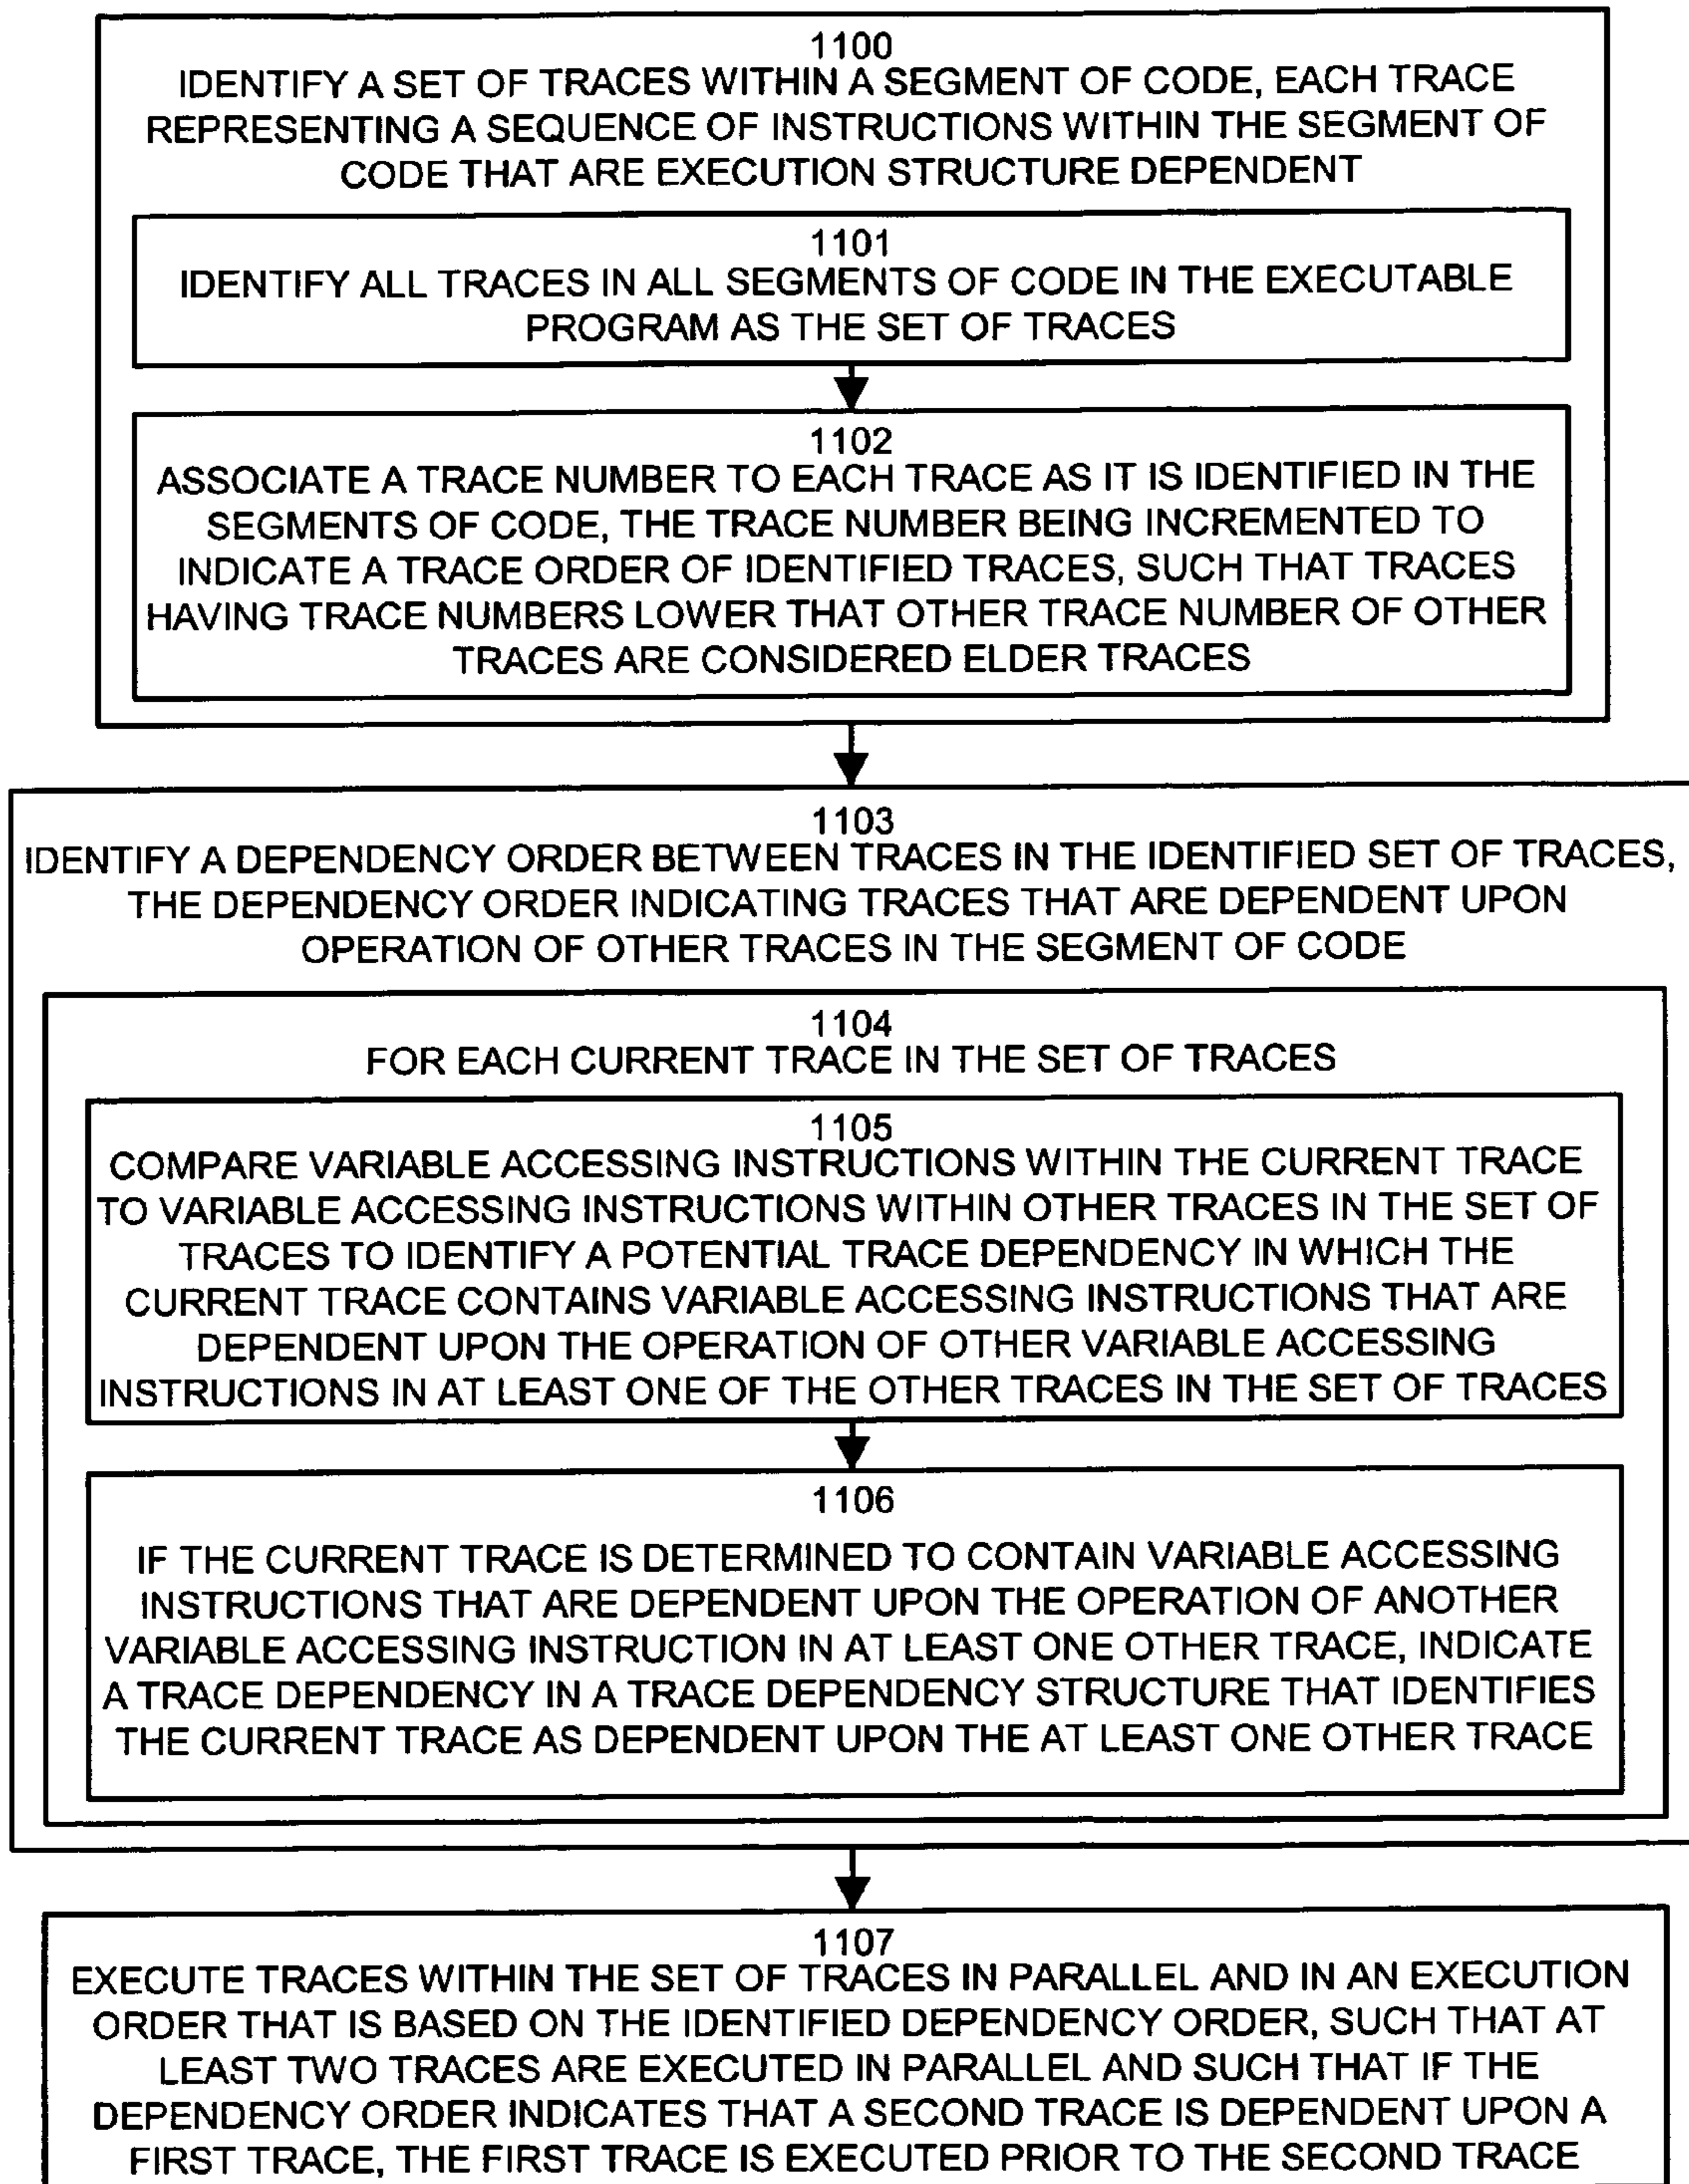 1100
IDENTIFY A SET OF TRACES WITHIN A SEGMENT OF CODE, EACH TRACE
REPRESENTING A SEQUENCE OF INSTRUCTIONS WITHIN THE SEGMENT OF
CODE THAT ARE EXECUTION STRUCTURE DEPENDENT
1101
IDENTIFY ALL TRACES IN ALL SEGMENTS OF CODE IN THE EXECUTABLE
PROGRAM AS THE SET OF TRACES
1102
ASSOCIATE A TRACE NUMBER TO EACH TRACE AS IT IS IDENTIFIED IN THE
SEGMENTS OF CODE, THE TRACE NUMBER BEING INCREMENTED TO
INDICATE A TRACE ORDER OF IDENTIFIED TRACES, SUCH THAT TRACES
HAVING TRACE NUMBERS LOWER THAT OTHER TRACE NUMBER OF OTHER
TRACES ARE CONSIDERED ELDER TRACES
1103
IDENTIFY A DEPENDENCY ORDER BETWEEN TRACES IN THE IDENTIFIED SET OF TRACES,
THE DEPENDENCY ORDER INDICATING TRACES THAT ARE DEPENDENT UPON
OPERATION OF OTHER TRACES IN THE SEGMENT OF CODE
1104
FOR EACH CURRENT TRACE IN THE SET OF TRACES
1105
COMPARE VARIABLE ACCESSING INSTRUCTIONS WITHIN THE CURRENT TRACE
TO VARIABLE ACCESSING INSTRUCTIONS WITHIN OTHER TRACES IN THE SET OF
TRACES TO IDENTIFY A POTENTIAL TRACE DEPENDENCY IN WHICH THE
CURRENT TRACE CONTAINS VARIABLE ACCESSING INSTRUCTIONS THAT ARE
DEPENDENT UPON THE OPERATION OF OTHER VARIABLE ACCESSING
INSTRUCTIONS IN AT LEAST ONE OF THE OTHER TRACES IN THE SET OF TRACES
1106
IF THE CURRENT TRACE IS DETERMINED TO CONTAIN VARIABLE ACCESSING
INSTRUCTIONS THAT ARE DEPENDENT UPON THE OPERATION OF ANOTHER
VARIABLE ACCESSING INSTRUCTION IN AT LEAST ONE OTHER TRACE, INDICATE
A TRACE DEPENDENCY IN A TRACE DEPENDENCY STRUCTURE THAT IDENTIFIES
THE CURRENT TRACE AS DEPENDENT UPON THE AT LEAST ONE OTHER TRACE
1107
EXECUTE TRACES WITHIN THE SET OF TRACES IN PARALLEL AND IN AN EXECUTION
ORDER THAT IS BASED ON THE IDENTIFIED DEPENDENCY ORDER, SUCH THAT AT
LEAST TWO TRACES ARE EXECUTED IN PARALLEL AND SUCH THAT IF THE
DEPENDENCY ORDER INDICATES THAT A SECOND TRACE IS DEPENDENT UPON A
FIRST TRACE, THE FIRST TRACE IS EXECUTED PRIOR TO THE SECOND TRACE